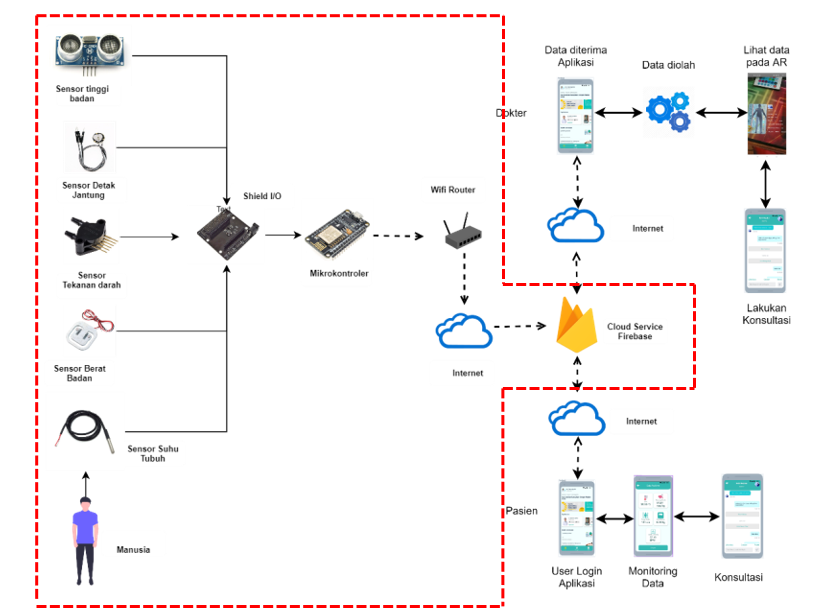 Sensor tinggi
badan
Sensor Detak
Jantung
Sensor
Tekanan darah
Sensor Berat
Badan
Sensor Suhu
Tubuh
Manusia
Shield I/O
Text
Mikrokontroler
Wifi Router
Internet
Cloud Service
Firebase
Dokter
Data diterima
Aplikasi
Data diolah
Lihat data
pada AR
Internet
Lakukan
Konsultasi
Internet
Pasien
User Login
Aplikasi
Monitoring
Data
Konsultasi